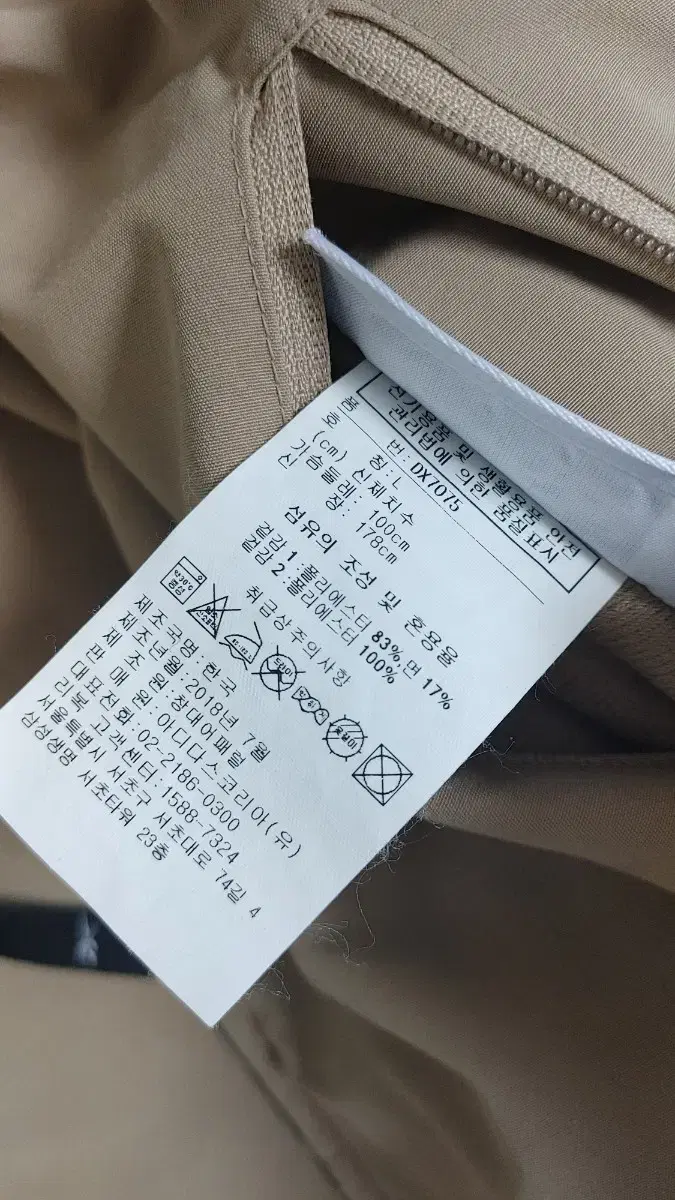 전기용품 및 생활용품 안전
관리법에 의한 품질표시
품 번: DX7075
호 칭: L
(cm) 신체치수
가슴둘레: 100cm
신 장: 178cm
섬유의 조성 및 혼용율
겉감 1:폴리에스터 83%,면 17%
겉감 2:폴리에스터 100%
취급상주의사항
제조국명:한국
제조년월:2018년 7월
제 조 원:창대어패럴
판 매 원:아디다스코리아(유)
대표전화:02-2186-0300
리복 고객센터:1588-7324
서울특별시 서초구 서초대로 74길 4
삼성생명 서초타워 23층